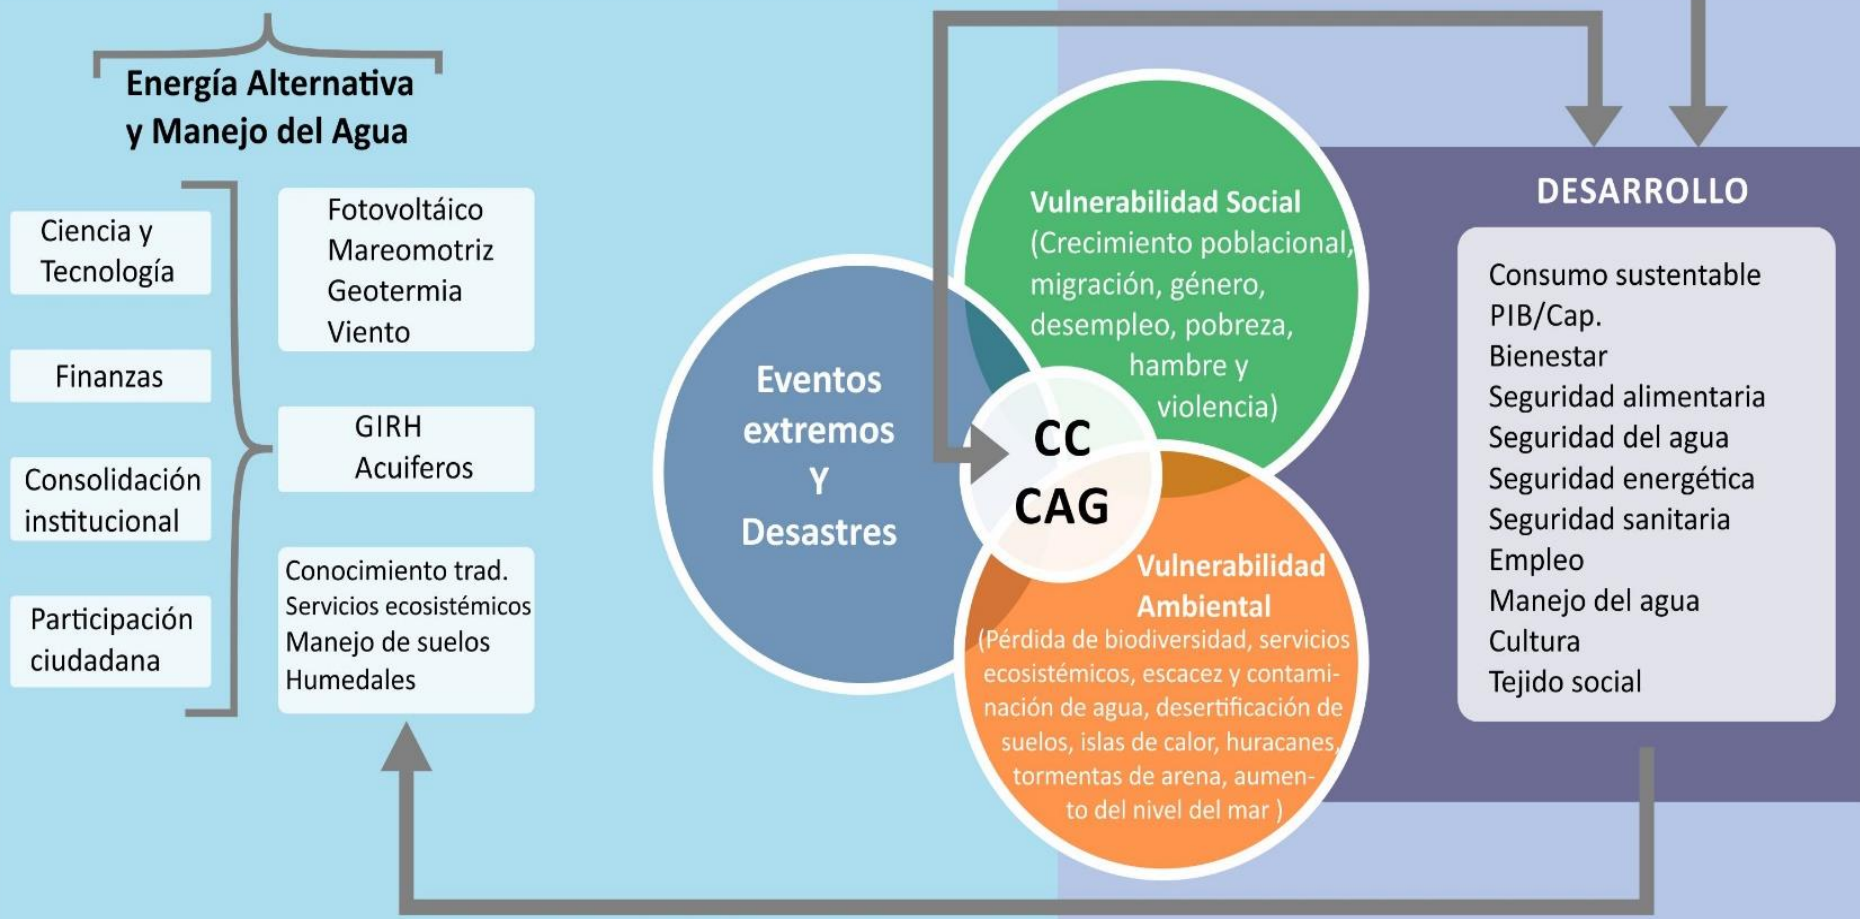 Energía Alternativa
y Manejo del Agua
Ciencia y
Tecnología
Finanzas
Consolidación
institucional
Participación
ciudadana
Fotovoltáico
Mareomotriz
Geotermia
Viento
GIRH
Acuiferos
Conocimiento trad.
Servicios ecosistémicos
Manejo de suelos
Humedales
Eventos
extremos
Y
Desastres
Vulnerabilidad Social
(Crecimiento poblacional,
migración, género,
desempleo, pobreza,
hambre y
violencia)
CC
CAG
Vulnerabilidad
Ambiental
(Pérdida de biodiversidad, servicios
ecosistémicos, escacez y contami-
nación de agua, desertificación de
suelos, islas de calor, huracanes,
tormentas de arena, aumen-
to del nivel del mar )
DESARROLLO
Consumo sustentable
PIB/Cap.
Bienestar
Seguridad alimentaria
Seguridad del agua
Seguridad energética
Seguridad sanitaria
Empleo
Manejo del agua
Cultura
Tejido social